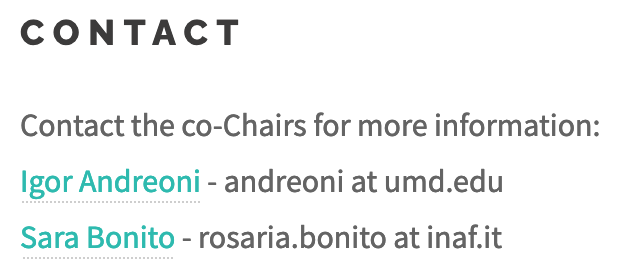 CONTACT
Contact the co-Chairs for more information:
Igor Andreoni - andreoni at umd.edu
Sara Bonito - rosaria.bonito at inaf.it